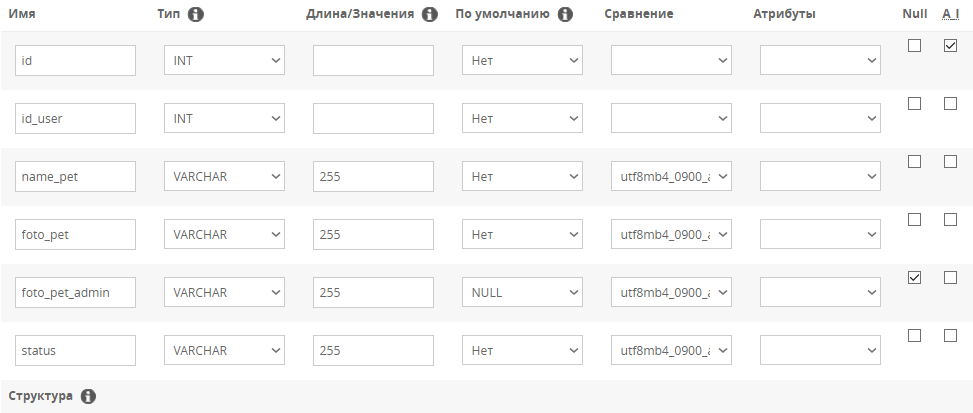 Имя Тип Длина/Значения По умолчанию Сравнение Атрибуты Null A_I
id INT Нет
id_user INT Нет
name_pet VARCHAR 255 Нет utf8mb4_0900_a
foto_pet VARCHAR 255 Нет utf8mb4_0900_a
foto_pet_admin VARCHAR 255 NULL utf8mb4_0900_a
status VARCHAR 255 Нет utf8mb4_0900_a
Структура